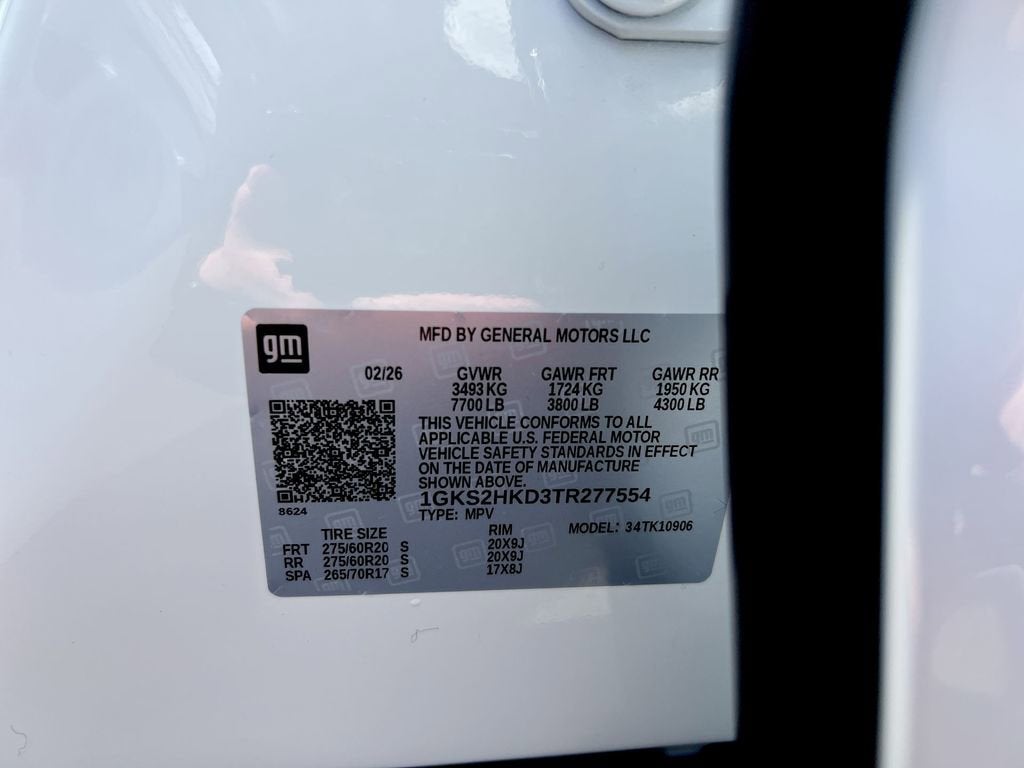 gm
MFD BY GENERAL MOTORS LLC
02/26 GVWR GAWR FRT GAWR RR
3493 KG 1724 KG 1950 KG
7700 LB 3800 LB 4300 LB
THIS VEHICLE CONFORMS TO ALL
APPLICABLE U.S. FEDERAL MOTOR
VEHICLE SAFETY STANDARDS IN EFFECT
ON THE DATE OF MANUFACTURE
SHOWN ABOVE.
1GKS2HKD3TR277554
8624
TYPE: MPV
TIRE SIZE RIM MODEL: 34TK10906
FRT 275/60R20 S 20X9J
RR 275/60R20 S 20X9J
SPA 265/70R17 S 17X8J